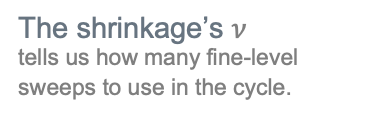 The shrinkage’s ν
tells us how many fine-level
sweeps to use in the cycle.